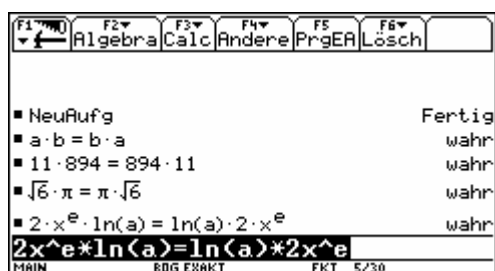 F1 F2▾ Algebra F3▾ Calc F4▾ Andere F5 PrgEA F6▾ Lösch
■ NeuAufg Fertig
■ a·b = b·a wahr
■ 11·894 = 894·11 wahr
■ √6·π = π·√6 wahr
■ 2·x^e·ln(a) = ln(a)·2·x^e wahr
2x^e*ln(a)=ln(a)*2x^e
MAIN BOG EXAKT FKT 5/30